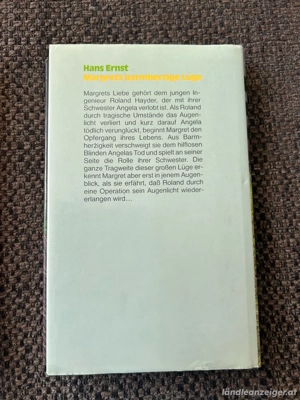 Hans Ernst
Margrets barmherzige Lüge
Margrets Liebe gehört dem jungen In-
genieur Roland Hayder, der mit ihrer
Schwester Angela verlobt ist. Als Roland
durch tragische Umstände das Augen-
licht verliert und kurz darauf Angela
tödlich verunglückt, beginnt Margret den
Opfergang ihres Lebens. Aus Barm-
herzigkeit verschweigt sie dem hilflosen
Blinden Angelas Tod und spielt an seiner
Seite die Rolle ihrer Schwester. Die
ganze Tragweite dieser großen Lüge er-
kennt Margret aber erst in jenem Augen-
blick, als sie erfährt, daß Roland durch
eine Operation sein Augenlicht wieder-
erlangen wird....
ländleanzeiger.at